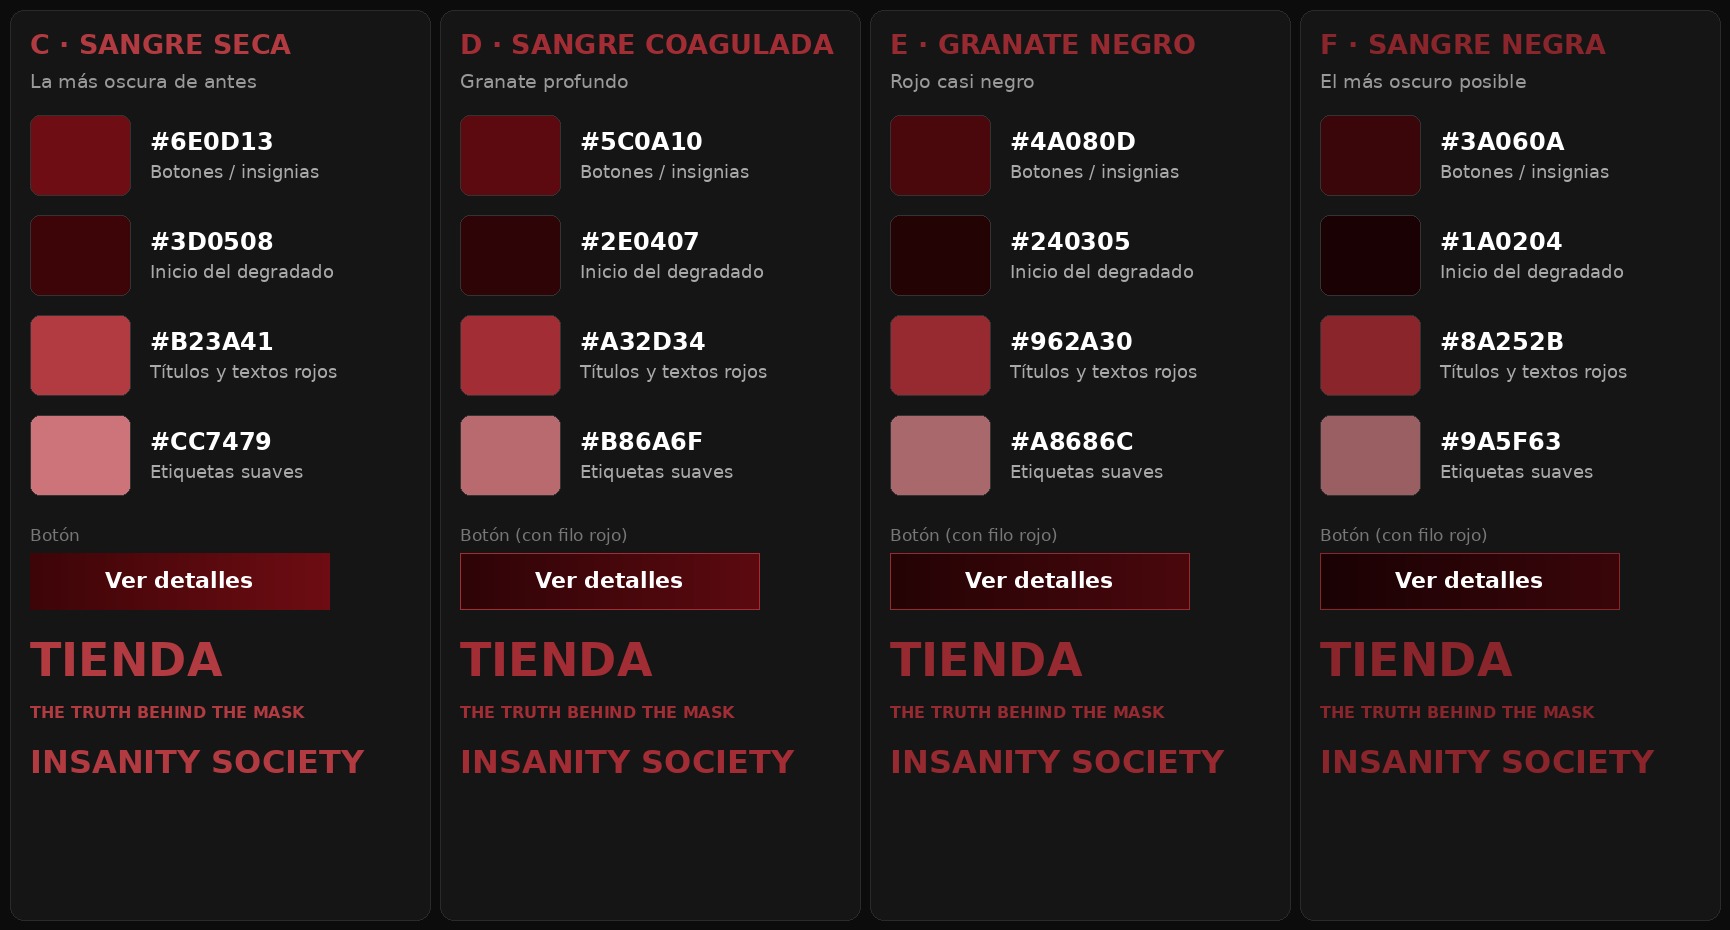 C · SANGRE SECA
La más oscura de antes
#6E0D13
Botones / insignias
#3D0508
Inicio del degradado
#B23A41
Títulos y textos rojos
#CC7479
Etiquetas suaves
Botón
Ver detalles
TIENDA
THE TRUTH BEHIND THE MASK
INSANITY SOCIETY
D · SANGRE COAGULADA
Granate profundo
#5C0A10
Botones / insignias
#2E0407
Inicio del degradado
#A32D34
Títulos y textos rojos
#B86A6F
Etiquetas suaves
Botón (con filo rojo)
Ver detalles
TIENDA
THE TRUTH BEHIND THE MASK
INSANITY SOCIETY
E · GRANATE NEGRO
Rojo casi negro
#4A080D
Botones / insignias
#240305
Inicio del degradado
#962A30
Títulos y textos rojos
#A8686C
Etiquetas suaves
Botón (con filo rojo)
Ver detalles
TIENDA
THE TRUTH BEHIND THE MASK
INSANITY SOCIETY
F · SANGRE NEGRA
El más oscuro posible
#3A060A
Botones / insignias
#1A0204
Inicio del degradado
#8A252B
Títulos y textos rojos
#9A5F63
Etiquetas suaves
Botón (con filo rojo)
Ver detalles
TIENDA
THE TRUTH BEHIND THE MASK
INSANITY SOCIETY